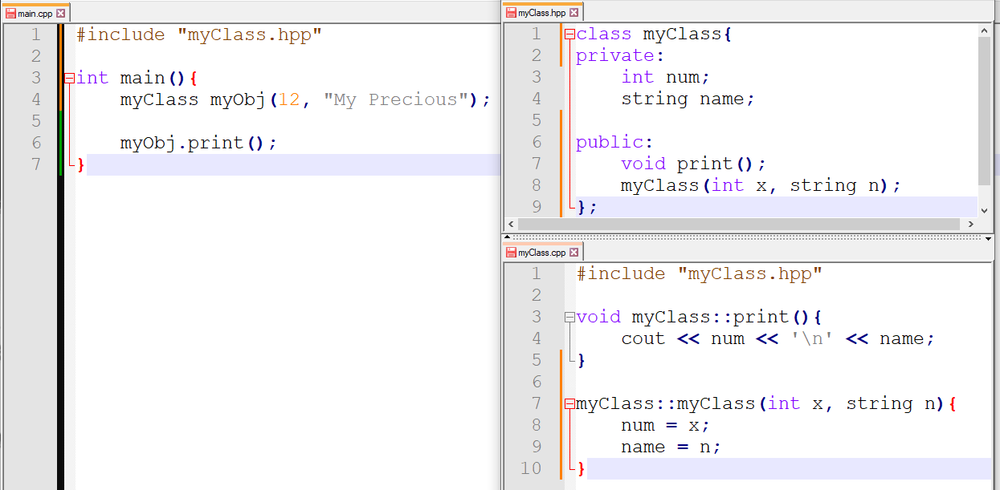 main.cpp
1 #include "myClass.hpp"
2
3 int main(){
4     myClass myObj(12, "My Precious");
5
6     myObj.print();
7 }
myClass.hpp
1 class myClass{
2 private:
3     int num;
4     string name;
5
6 public:
7     void print();
8     myClass(int x, string n);
9 };
myClass.cpp
1 #include "myClass.hpp"
2
3 void myClass::print(){
4     cout << num << '\n' << name;
5 }
6
7 myClass::myClass(int x, string n){
8     num = x;
9     name = n;
10 }